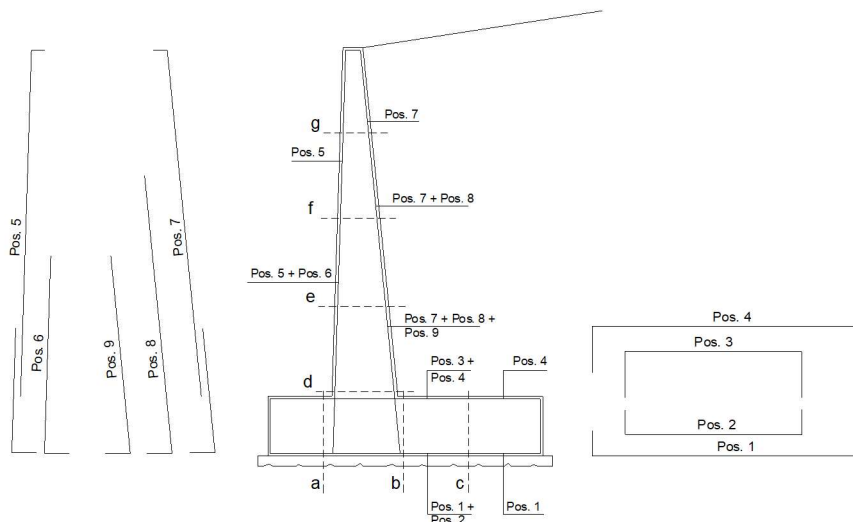 g
Pos. 7
Pos. 5
Pos. 7 + Pos. 8
f
Pos. 5
Pos. 7
Pos. 5 + Pos. 6
e
Pos. 7 + Pos. 8 +
Pos. 9
Pos. 4
Pos. 6
Pos. 9
Pos. 8
Pos. 3 +
Pos. 4
Pos. 4
Pos. 3
d
Pos. 2
Pos. 1
a
b
c
Pos. 1 +
Pos. 2
Pos. 1